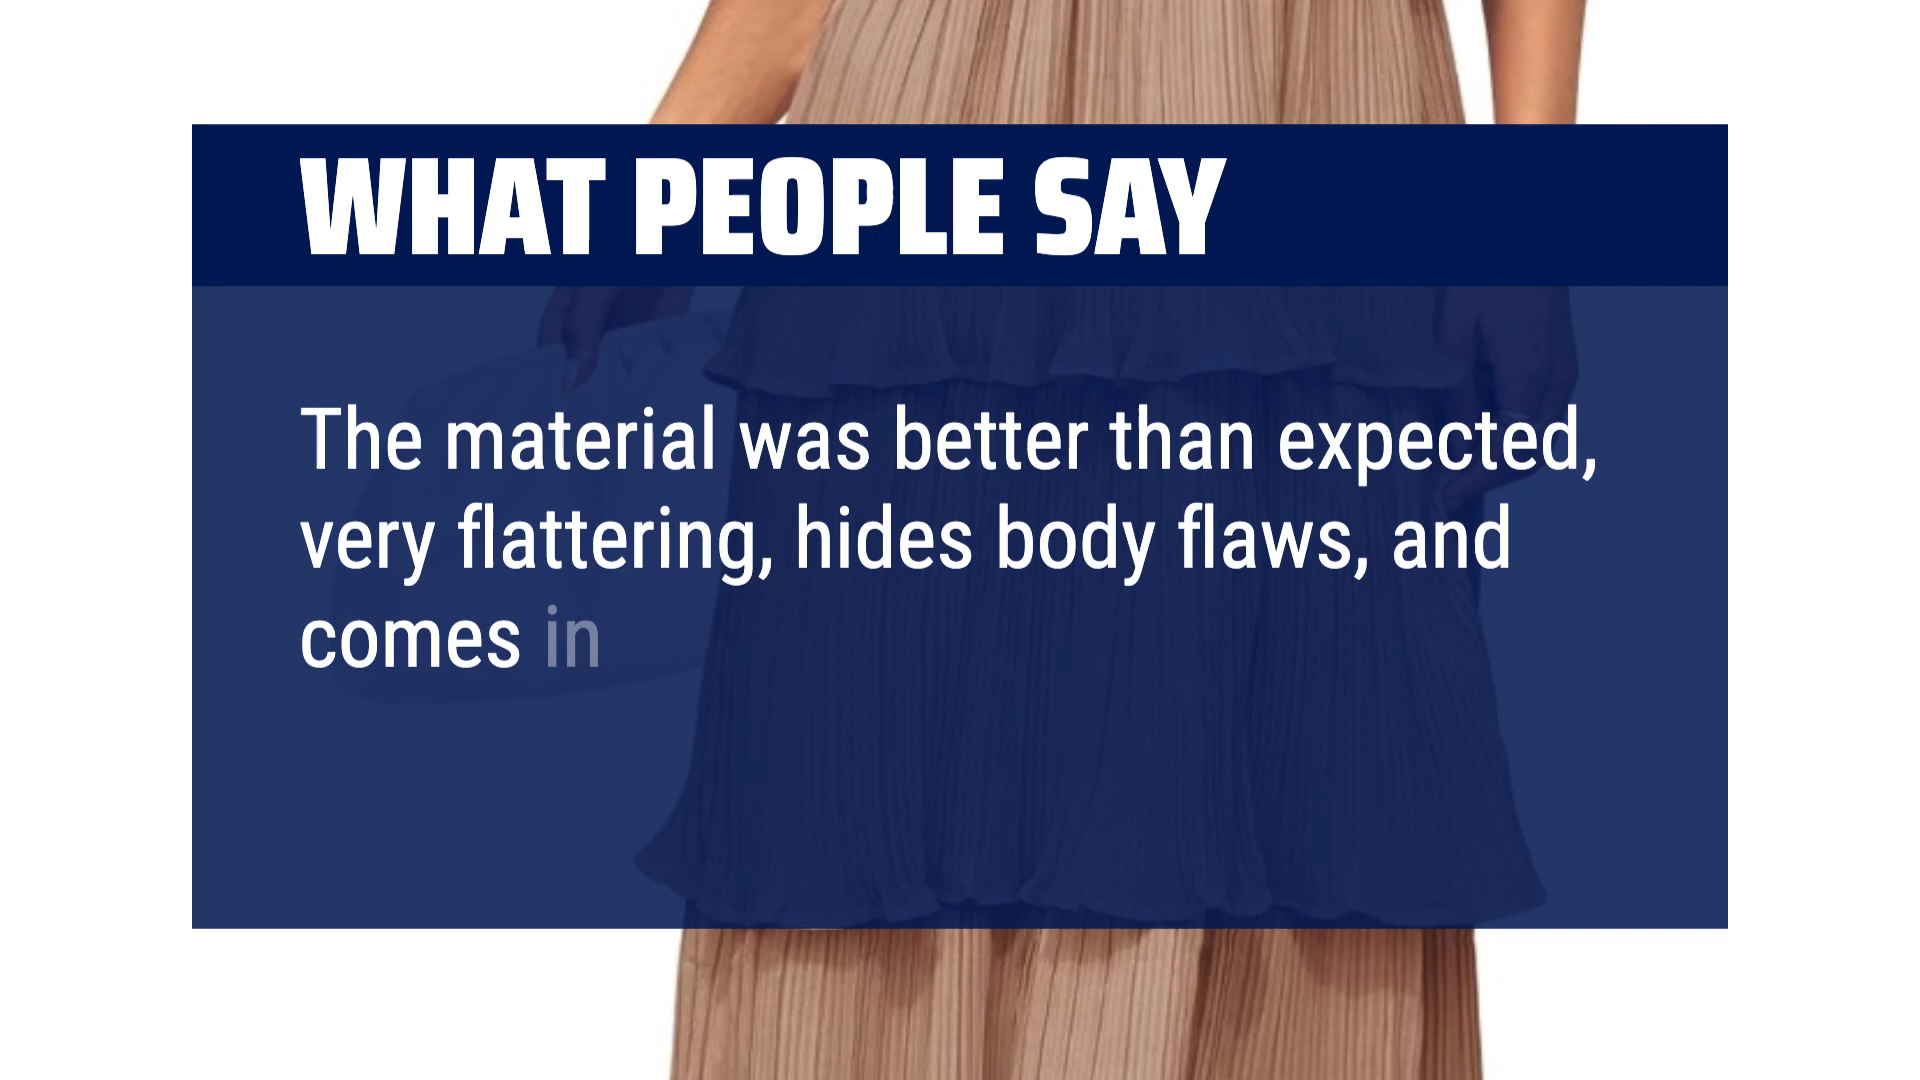 WHAT PEOPLE SAY
The material was better than expected,
very flattering, hides body flaws, and
comes in